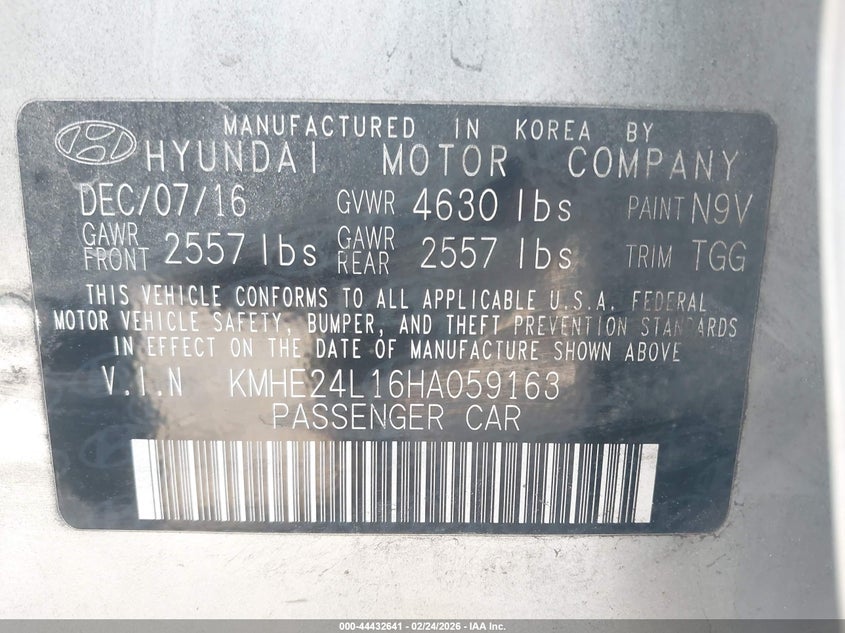 MANUFACTURED IN KOREA BY
HYUNDAI MOTOR COMPANY
DEC/07/16 GVWR 4630 lbs PAINT N9V
GAWR FRONT 2557 lbs GAWR REAR 2557 lbs TRIM TGG
THIS VEHICLE CONFORMS TO ALL APPLICABLE U.S.A. FEDERAL
MOTOR VEHICLE SAFETY, BUMPER, AND THEFT PREVENTION STANDARDS
IN EFFECT ON THE DATE OF MANUFACTURE SHOWN ABOVE
V.I.N KMHE24L16HA059163
PASSENGER CAR
000-44432641 - 02/24/2026 - IAA Inc.